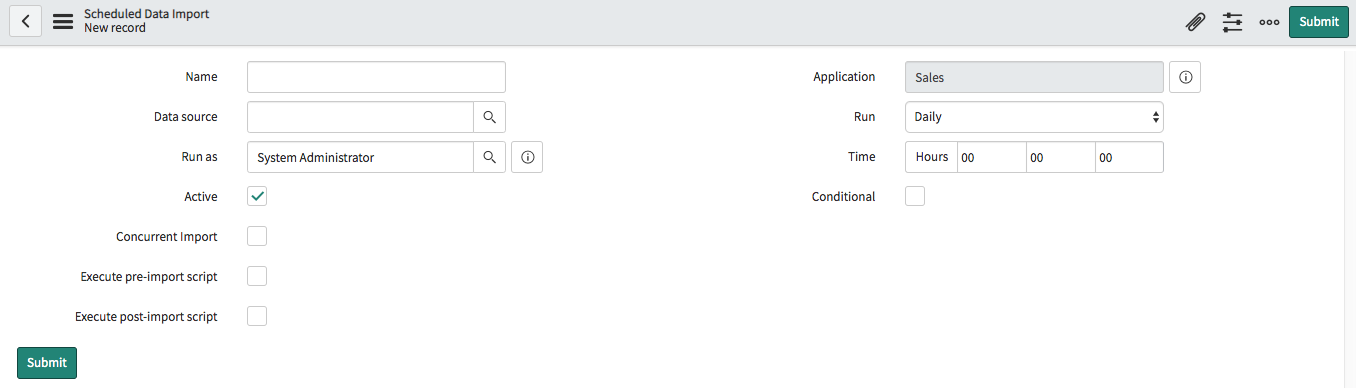 Scheduled Data Import
New record
Submit
Name
Application
Sales
Data source
Run
Daily
Run as
System Administrator
Time
Hours 00 00 00
Active
Conditional
Concurrent Import
Execute pre-import script
Execute post-import script
Submit